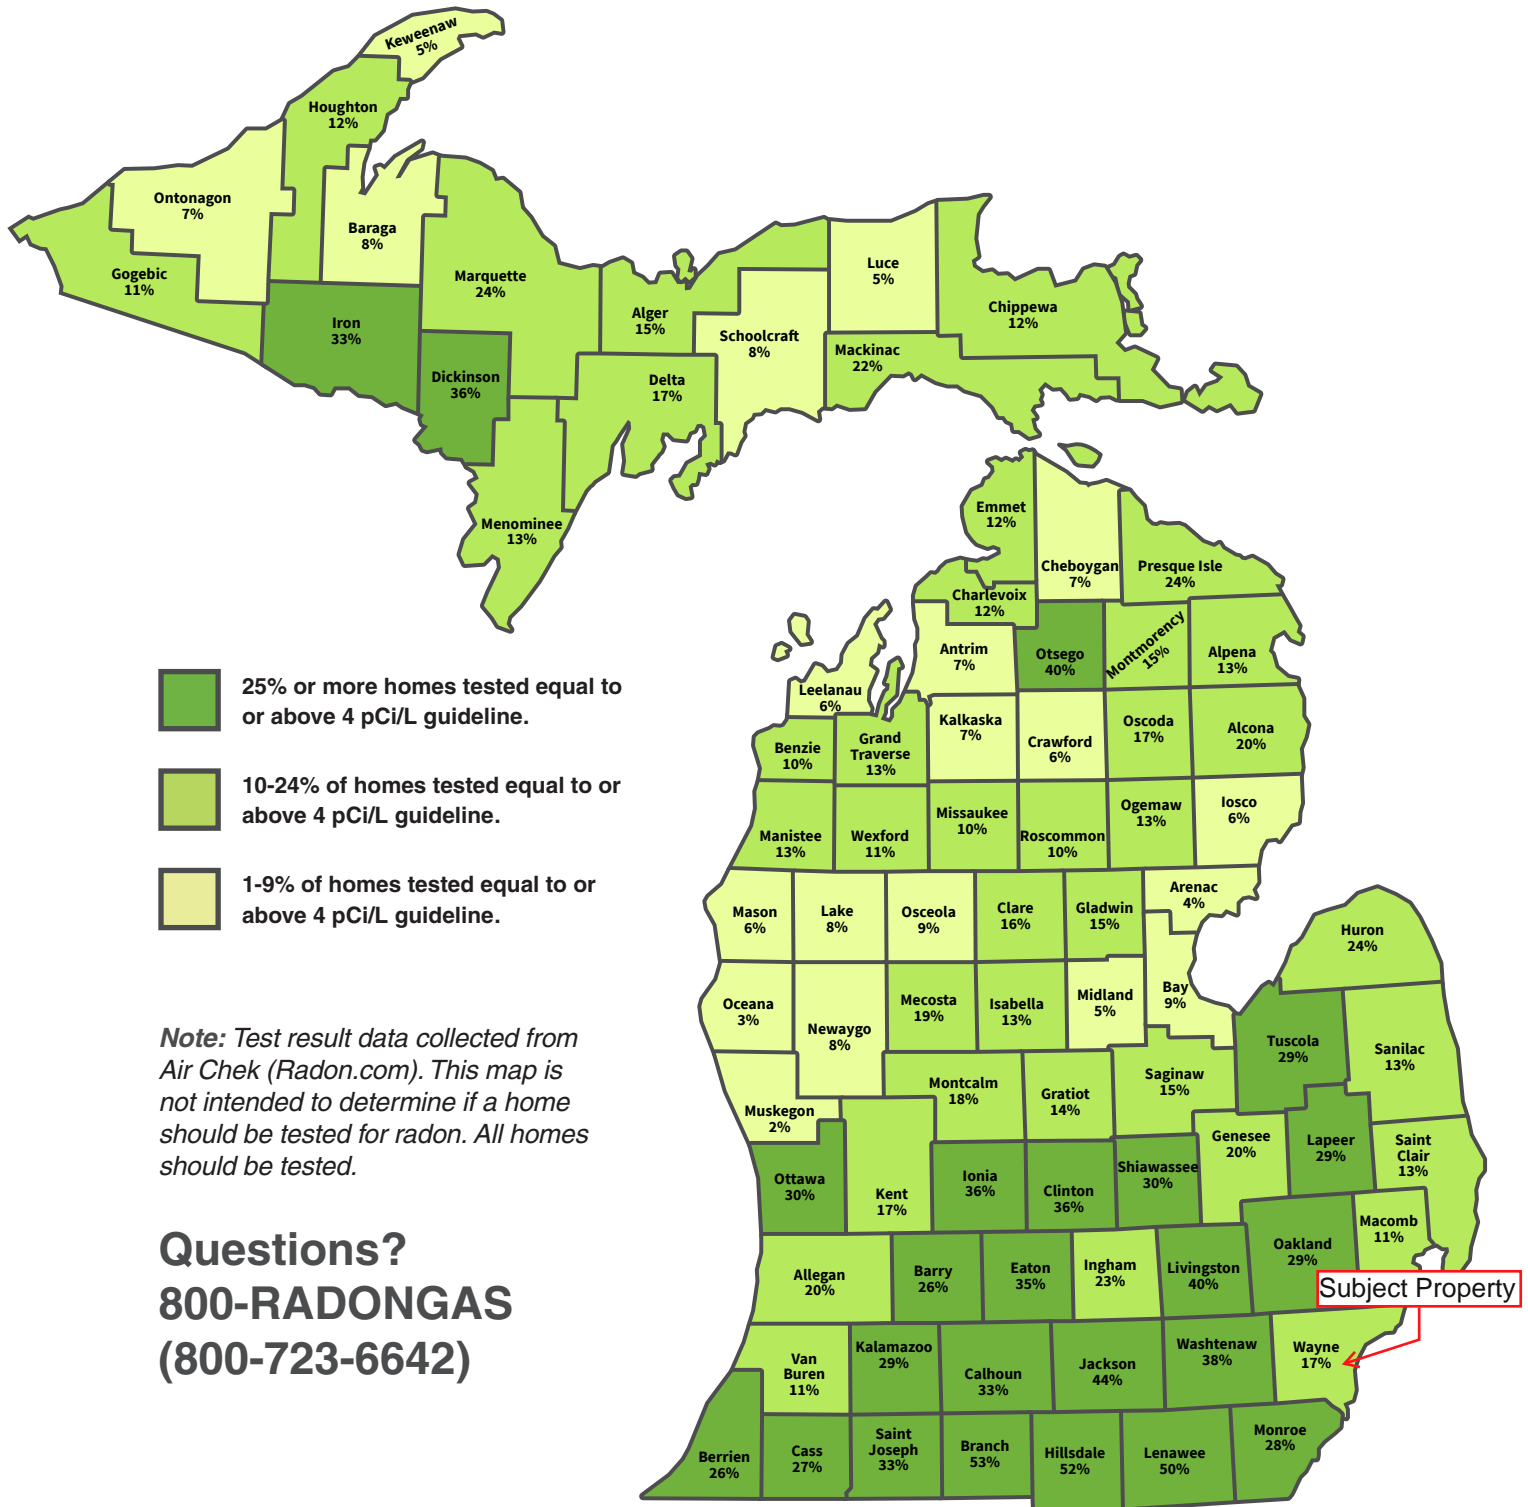 Keweenaw
5%
Houghton
12%
Ontonagon
7%
Baraga
8%
Gogebic
11%
Marquette
24%
Iron
33%
Dickinson
36%
Alger
15%
Schoolcraft
8%
Luce
5%
Chippewa
12%
Mackinac
22%
Delta
17%
Menominee
13%
Emmet
12%
Cheboygan
7%
Presque Isle
24%
Charlevoix
12%
Antrim
7%
Otsego
40%
Montmorency
15%
Alpena
13%
Leelanau
6%
Benzie
10%
Grand
Traverse
13%
Kalkaska
7%
Crawford
6%
Oscoda
17%
Alcona
20%
Manistee
13%
Wexford
11%
Missaukee
10%
Roscommon
10%
Ogemaw
13%
Iosco
6%
Mason
6%
Lake
8%
Osceola
9%
Clare
16%
Gladwin
15%
Arenac
4%
Huron
24%
Oceana
3%
Newaygo
8%
Mecosta
19%
Isabella
13%
Midland
5%
Bay
9%
Tuscola
29%
Sanilac
13%
Muskegon
2%
Montcalm
18%
Gratiot
14%
Saginaw
15%
Genesee
20%
Lapeer
29%
Saint
Clair
13%
Ottawa
30%
Kent
17%
Ionia
36%
Clinton
36%
Shiawassee
30%
Oakland
29%
Macomb
11%
Allegan
20%
Barry
26%
Eaton
35%
Ingham
23%
Livingston
40%
Subject Property
Van
Buren
11%
Kalamazoo
29%
Calhoun
33%
Jackson
44%
Washtenaw
38%
Wayne
17%
Berrien
26%
Cass
27%
Saint
Joseph
33%
Branch
53%
Hillsdale
52%
Lenawee
50%
Monroe
28%
25% or more homes tested equal to
or above 4 pCi/L guideline.
10-24% of homes tested equal to or
above 4 pCi/L guideline.
1-9% of homes tested equal to or
above 4 pCi/L guideline.
Note: Test result data collected from
Air Chek (Radon.com). This map is
not intended to determine if a home
should be tested for radon. All homes
should be tested.
Questions?
800-RADONGAS
(800-723-6642)